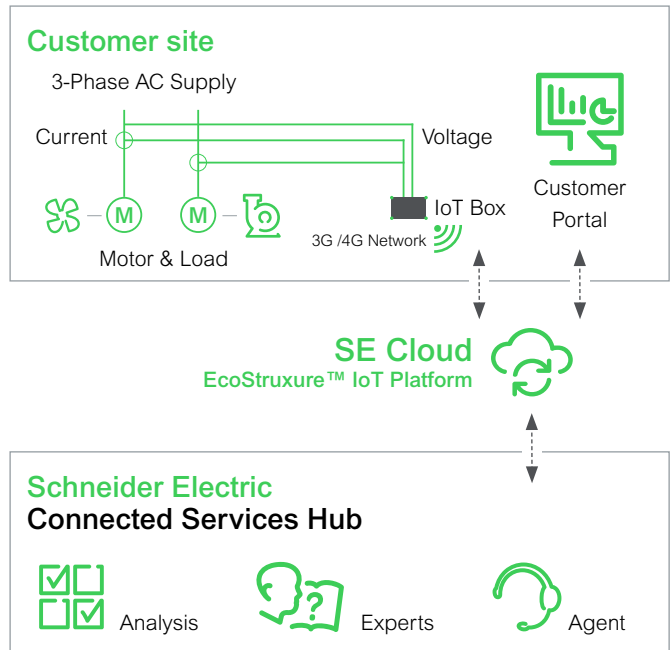 Customer site
3-Phase AC Supply
Current
Voltage
M
M
IoT Box
3G /4G Network
Motor & Load
Customer
Portal
SE Cloud
EcoStruxure™ IoT Platform
Schneider Electric
Connected Services Hub
?
Analysis
Experts
Agent